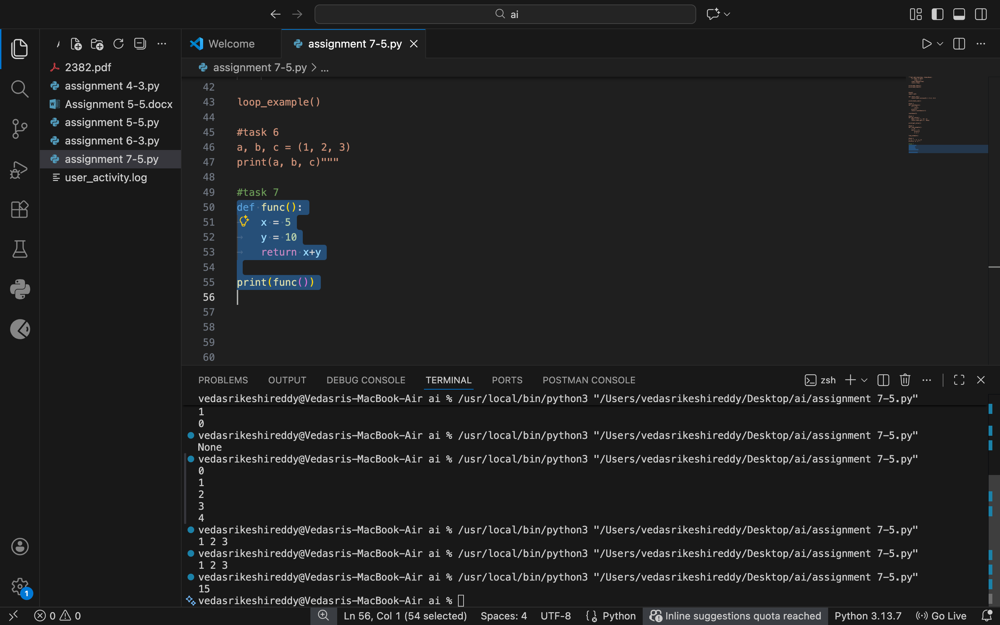 ai
Welcome
assignment 7-5.py
2382.pdf
assignment 4-3.py
Assignment 5-5.docx
assignment 5-5.py
assignment 6-3.py
assignment 7-5.py
user_activity.log
1
assignment 7-5.py > ...
42
43 loop_example()
44
45 #task 6
46 a, b, c = (1, 2, 3)
47 print(a, b, c)"""
48
49 #task 7
50 def func():
51 x = 5
52 y = 10
53 return x+y
54
55 print(func())
56
57
58
59
60
PROBLEMS OUTPUT DEBUG CONSOLE TERMINAL PORTS POSTMAN CONSOLE zsh
vedasrikeshireddy@Vedasris-MacBook-Air ai % /usr/local/bin/python3 "/Users/vedasrikeshireddy/Desktop/ai/assignment 7-5.py"
1
0
vedasrikeshireddy@Vedasris-MacBook-Air ai % /usr/local/bin/python3 "/Users/vedasrikeshireddy/Desktop/ai/assignment 7-5.py"
None
vedasrikeshireddy@Vedasris-MacBook-Air ai % /usr/local/bin/python3 "/Users/vedasrikeshireddy/Desktop/ai/assignment 7-5.py"
0
1
2
3
4
vedasrikeshireddy@Vedasris-MacBook-Air ai % /usr/local/bin/python3 "/Users/vedasrikeshireddy/Desktop/ai/assignment 7-5.py"
1 2 3
vedasrikeshireddy@Vedasris-MacBook-Air ai % /usr/local/bin/python3 "/Users/vedasrikeshireddy/Desktop/ai/assignment 7-5.py"
1 2 3
vedasrikeshireddy@Vedasris-MacBook-Air ai % /usr/local/bin/python3 "/Users/vedasrikeshireddy/Desktop/ai/assignment 7-5.py"
15
vedasrikeshireddy@Vedasris-MacBook-Air ai %
0 0 Ln 56, Col 1 (54 selected) Spaces: 4 UTF-8 Python Inline suggestions quota reached Python 3.13.7 Go Live